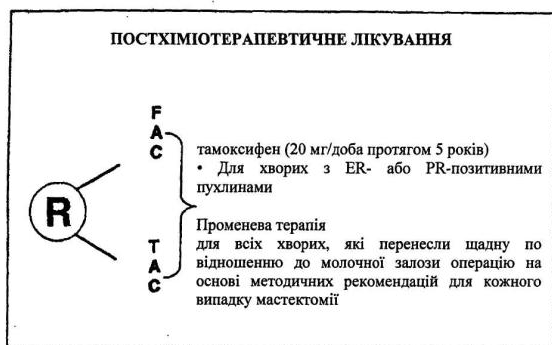 ПОСТХІМІОТЕРАПЕВТИЧНЕ ЛІКУВАННЯ
R
FAC
TAC
тамоксифен (20 мг/доба протягом 5 років)
• Для хворих з ER- або PR-позитивними
пухлинами
Променева терапія
для всіх хворих, які перенесли щадну по
відношенню до молочної залози операцію на
основі методичних рекомендацій для кожного
випадку мастектомії